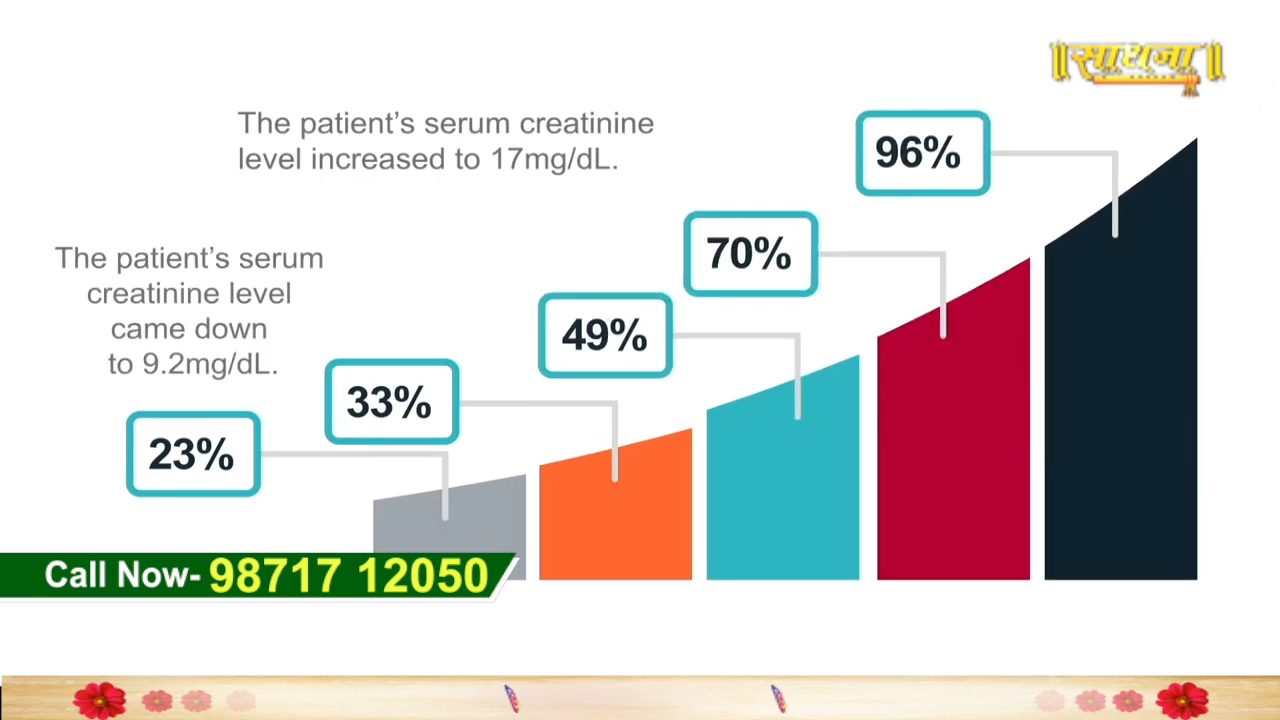 ॥साधना॥
The patient’s serum creatinine
level increased to 17mg/dL.
96%
70%
The patient’s serum
creatinine level
came down
to 9.2mg/dL.
49%
33%
23%
Call Now- 98717 12050